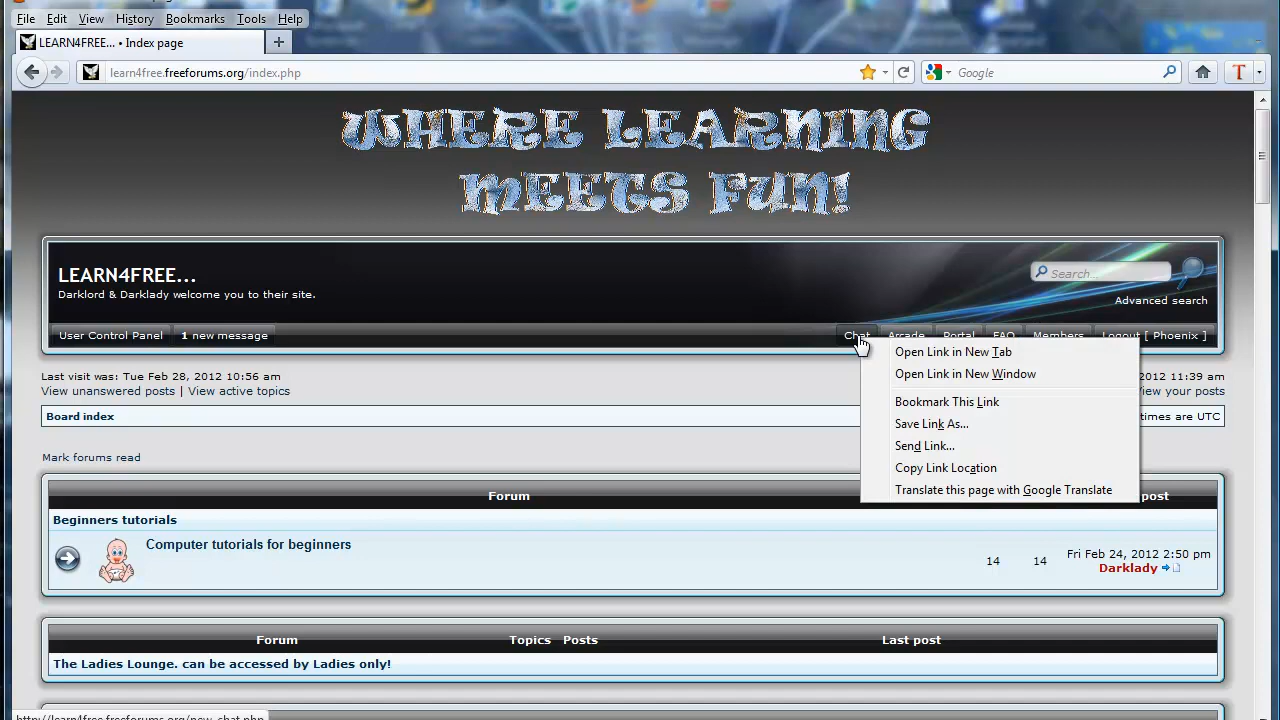 File Edit View History Bookmarks Tools Help
LEARN4FREE... • Index page
learn4free.freeforums.org/index.php
Google
WHERE LEARNING
MEETS FUN!
LEARN4FREE...
Darklord & Darklady welcome you to their site.
Search...
Advanced search
User Control Panel 1 new message Chat Arcade Portal FAQ Members Logout [ Phoenix ]
Open Link in New Tab
Open Link in New Window
Bookmark This Link
Save Link As...
Send Link...
Copy Link Location
Translate this page with Google Translate
Last visit was: Tue Feb 28, 2012 10:56 am 2012 11:39 am
View unanswered posts | View active topics your posts
Board index times are UTC
Mark forums read
Forum post
Beginners tutorials
Computer tutorials for beginners
14 14 Fri Feb 24, 2012 2:50 pm
Darklady
Forum Topics Posts Last post
The Ladies Lounge. can be accessed by Ladies only!
http://learn4free.freeforums.org/new_chat.php